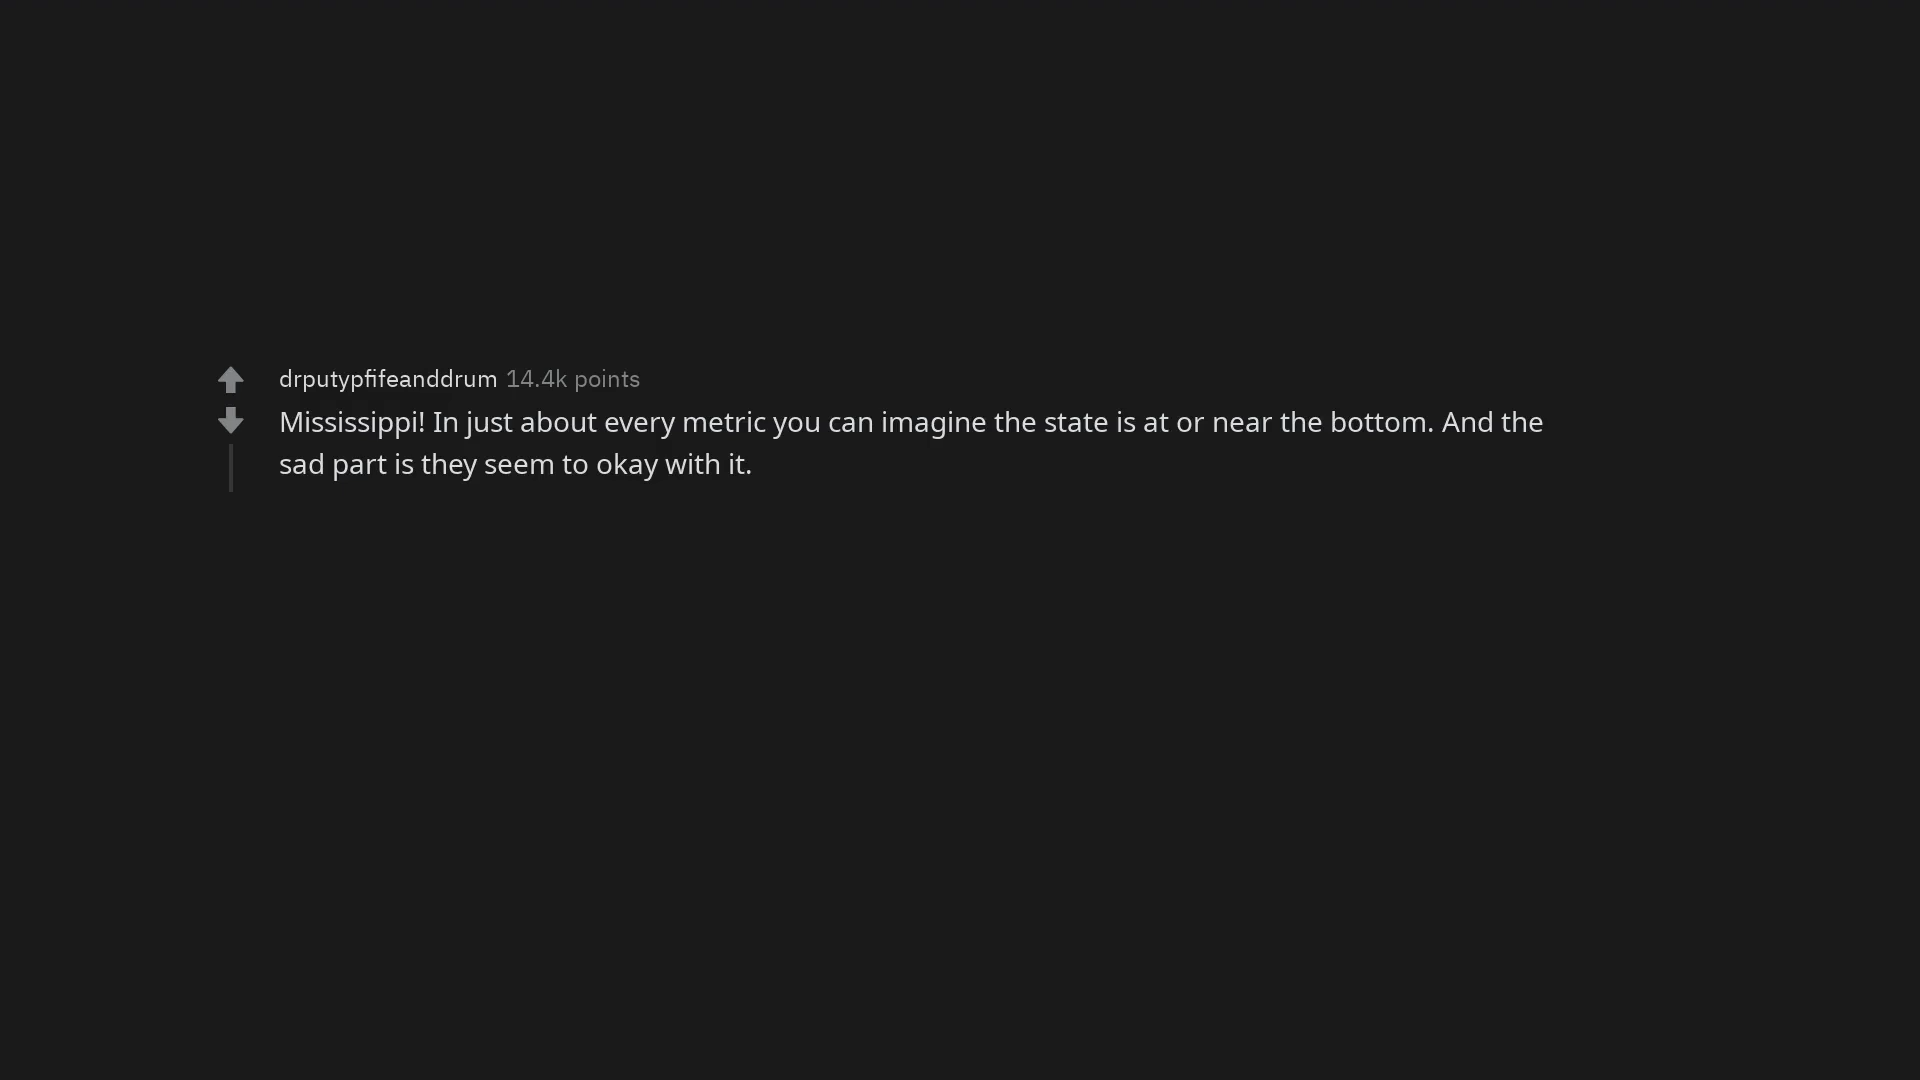 drputypfifeanddrum 14.4k points
Mississippi! In just about every metric you can imagine the state is at or near the bottom. And the
sad part is they seem to okay with it.